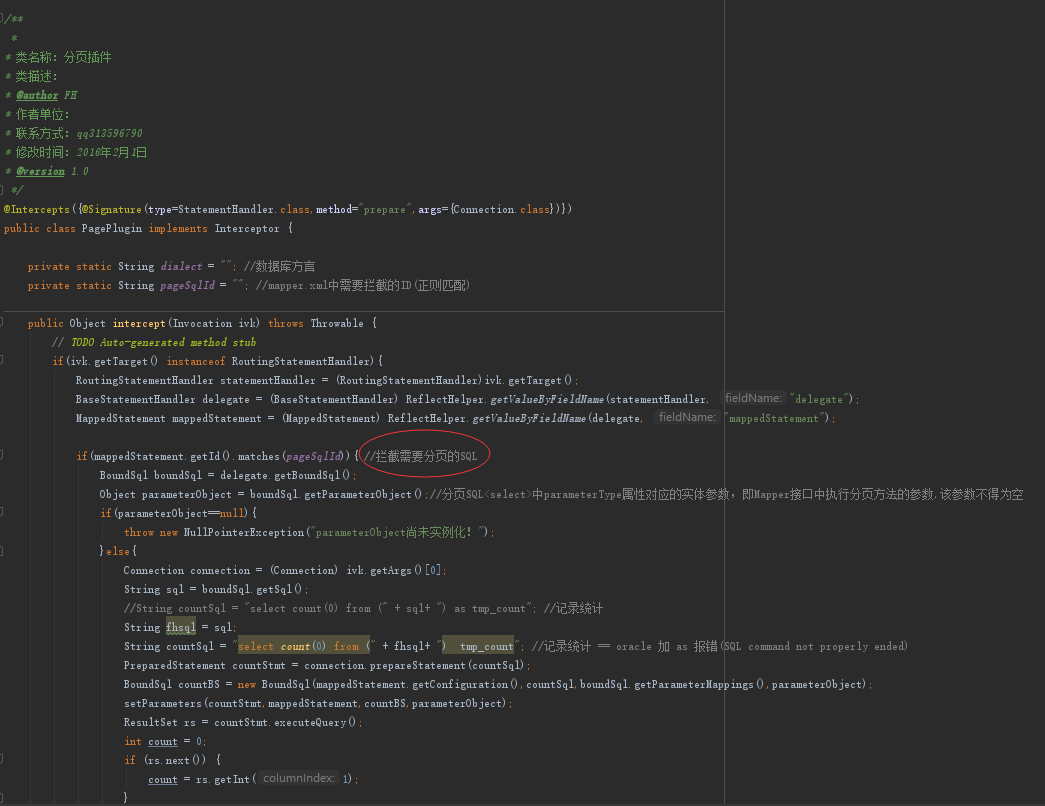 /**
 *
 * 类名称：分页插件
 * 类描述：
 * @author FH
 * 作者单位：
 * 联系方式：qq313596790
 * 修改时间：2016年2月1日
 * @version 1.0
 */
@Intercepts({@Signature(type=StatementHandler.class,method="prepare",args={Connection.class})})
public class PagePlugin implements Interceptor {
private static String dialect = ""; //数据库方言
private static String pageSqlId = ""; //mapper.xml中需要拦截的ID(正则匹配)
public Object intercept(Invocation ivk) throws Throwable {
// TODO Auto-generated method stub
if(ivk.getTarget() instanceof RoutingStatementHandler){
RoutingStatementHandler statementHandler = (RoutingStatementHandler)ivk.getTarget();
BaseStatementHandler delegate = (BaseStatementHandler) ReflectHelper.getValueByFieldName(statementHandler, fieldName: "delegate");
MappedStatement mappedStatement = (MappedStatement) ReflectHelper.getValueByFieldName(delegate, fieldName: "mappedStatement");
if(mappedStatement.getId().matches(pageSqlId)){ //拦截需要分页的SQL
BoundSql boundSql = delegate.getBoundSql();
Object parameterObject = boundSql.getParameterObject();//分页SQL<select>中parameterType属性对应的实体参数，即Mapper接口中执行分页方法的参数,该参数不得为空
if(parameterObject==null){
throw new NullPointerException("parameterObject尚未实例化！");
}else{
Connection connection = (Connection) ivk.getArgs()[0];
String sql = boundSql.getSql();
//String countSql = "select count(0) from (" + sql+ ") as tmp_count"; //记录统计
String fhsql = sql;
String countSql = "select count(0) from (" + fhsql+ ")  tmp_count"; //记录统计 == oracle 加 as 报错(SQL command not properly ended)
PreparedStatement countStmt = connection.prepareStatement(countSql);
BoundSql countBS = new BoundSql(mappedStatement.getConfiguration(),countSql,boundSql.getParameterMappings(),parameterObject);
setParameters(countStmt,mappedStatement,countBS,parameterObject);
ResultSet rs = countStmt.executeQuery();
int count = 0;
if (rs.next()) {
count = rs.getInt( columnIndex: 1);
}